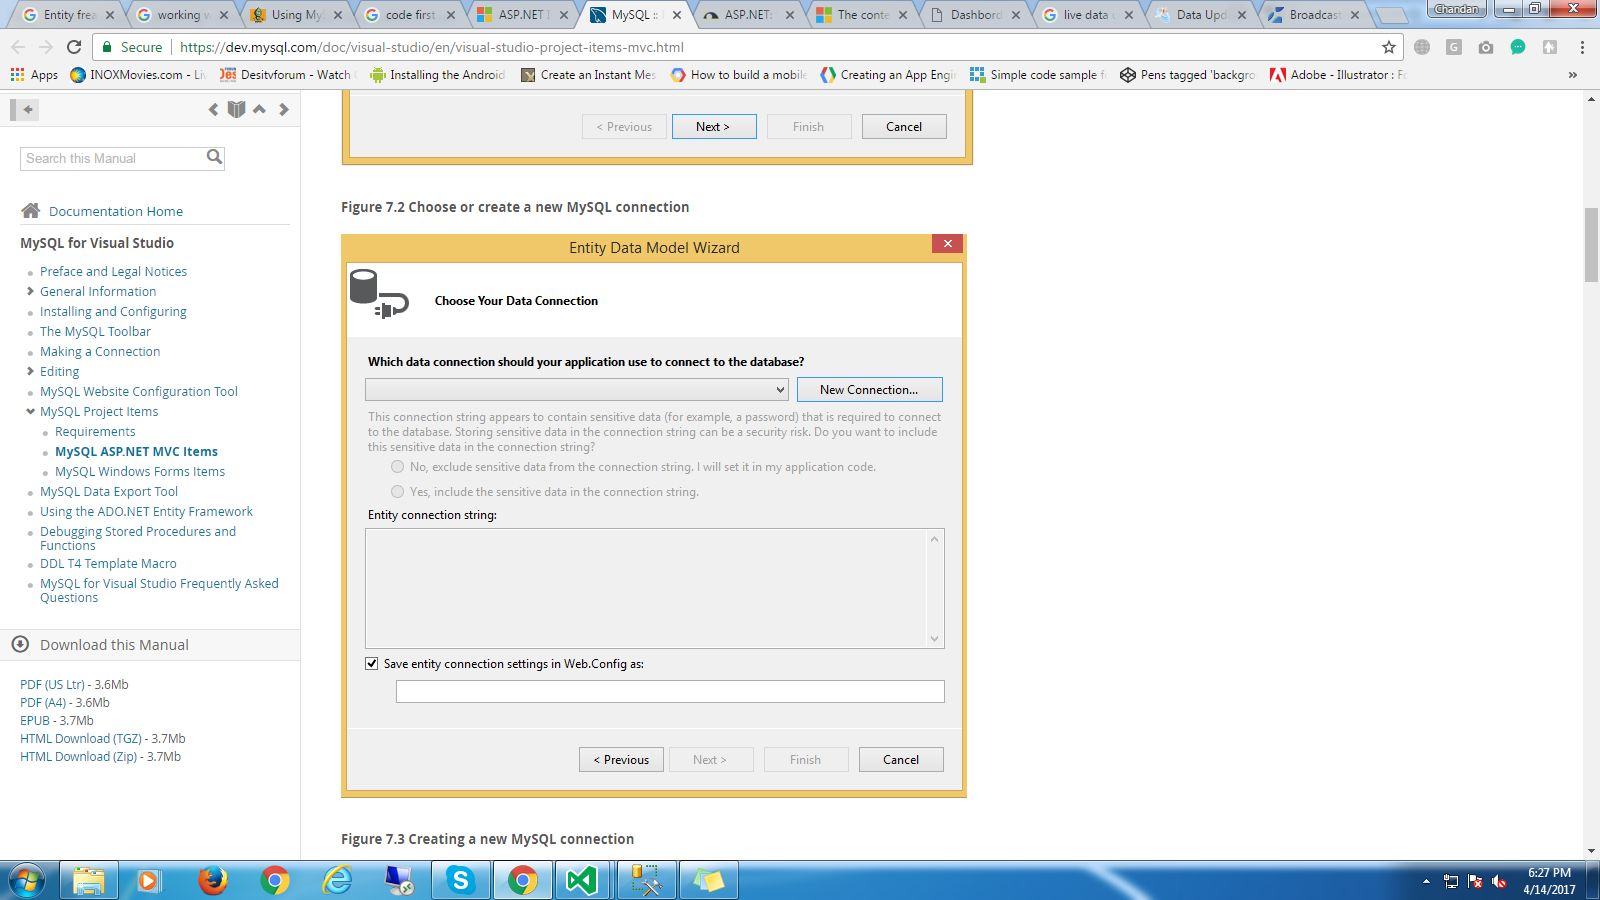 Entity frea
working w
Using MyS
code first
ASP.NET I
MySQL ::
ASP.NET:
The conte
Dashbord
live data u
Data Upd
Broadcast
Chandan
Secure
https://dev.mysql.com/doc/visual-studio/en/visual-studio-project-items-mvc.html
Apps
INOXMovies.com - Liv
Desitvforum - Watch
Installing the Android
Create an Instant Mes
How to build a mobile
Creating an App Engi
Simple code sample f
Pens tagged 'backgro
Adobe - Illustrator : Fo
»
Search this Manual
Documentation Home
MySQL for Visual Studio
Preface and Legal Notices
General Information
Installing and Configuring
The MySQL Toolbar
Making a Connection
Editing
MySQL Website Configuration Tool
MySQL Project Items
Requirements
MySQL ASP.NET MVC Items
MySQL Windows Forms Items
MySQL Data Export Tool
Using the ADO.NET Entity Framework
Debugging Stored Procedures and
Functions
DDL T4 Template Macro
MySQL for Visual Studio Frequently Asked
Questions
Download this Manual
PDF (US Ltr) - 3.6Mb
PDF (A4) - 3.6Mb
EPUB - 3.7Mb
HTML Download (TGZ) - 3.7Mb
HTML Download (Zip) - 3.7Mb
< Previous
Next >
Finish
Cancel
Figure 7.2 Choose or create a new MySQL connection
Entity Data Model Wizard
Choose Your Data Connection
Which data connection should your application use to connect to the database?
New Connection...
This connection string appears to contain sensitive data (for example, a password) that is required to connect
to the database. Storing sensitive data in the connection string can be a security risk. Do you want to include
this sensitive data in the connection string?
No, exclude sensitive data from the connection string. I will set it in my application code.
Yes, include the sensitive data in the connection string.
Entity connection string:
Save entity connection settings in Web.Config as:
< Previous
Next >
Finish
Cancel
Figure 7.3 Creating a new MySQL connection
6:27 PM
4/14/2017